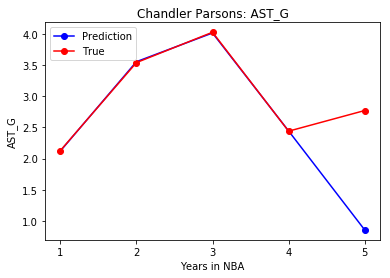 Chandler Parsons: AST_G
Prediction
True
4.0
3.5
3.0
2.5
2.0
1.5
1.0
AST_G
1 2 3 4 5
Years in NBA